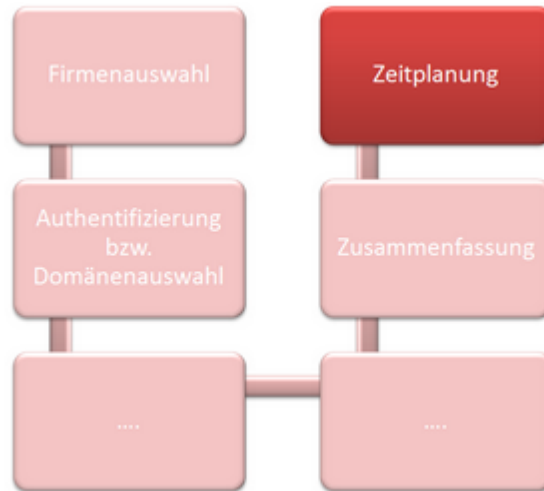 Firmenauswahl
Zeitplanung
Authentifizierung
bzw.
Domänenauswahl
Zusammenfassung
....
....